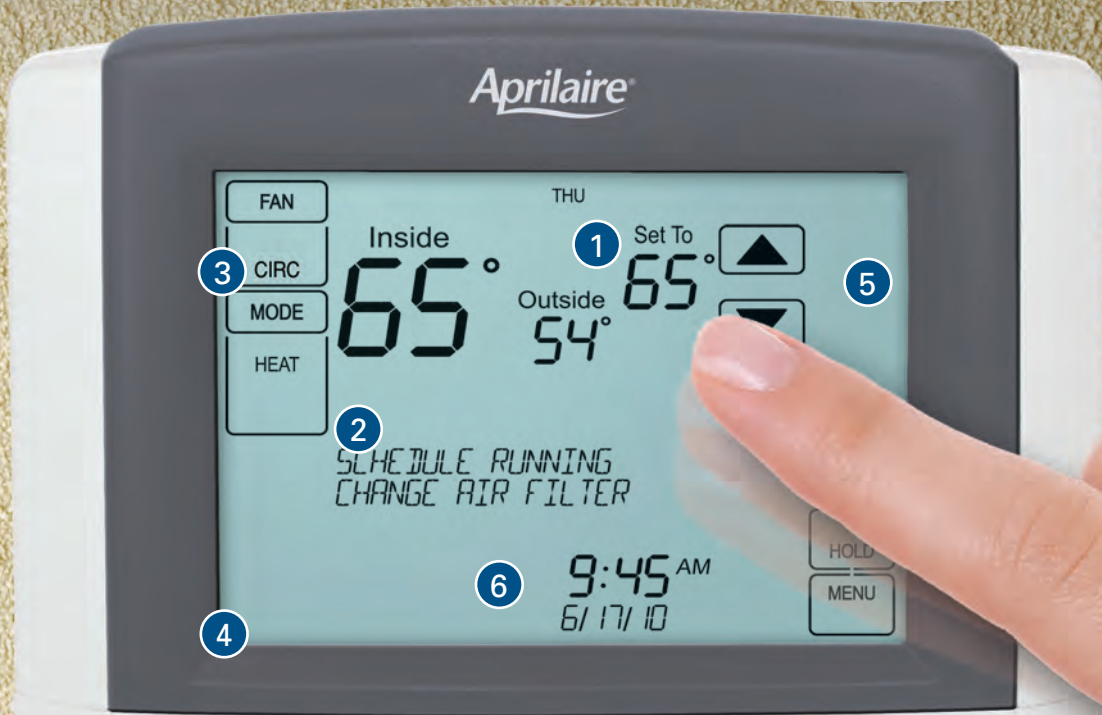 Aprilaire
FAN
THU
Inside
1
Set To
3
CIRC
65°
Outside
65°
5
MODE
54°
HEAT
2
SCHEDULE RUNNING
CHANGE AIR FILTER
HOLD
6
9:45 AM
MENU
6/17/10
4